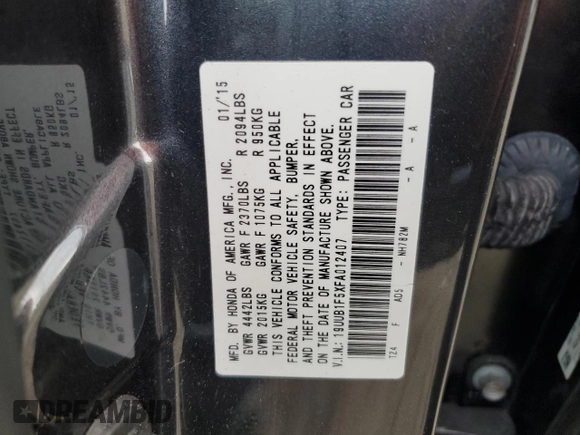 MFD. BY HONDA OF AMERICA MFG., INC. 01/'15
GVWR 4442LBS GAWR F 2370LBS R 2094LBS
GVWR 2015KG GAWR F 1075KG R 950KG
THIS VEHICLE CONFORMS TO ALL APPLICABLE
FEDERAL MOTOR VEHICLE SAFETY, BUMPER,
AND THEFT PREVENTION STANDARDS IN EFFECT
ON THE DATE OF MANUFACTURE SHOWN ABOVE.
V.I.N.: 19UUB1F5XFA012407 TYPE: PASSENGER CAR
TZ4 F AD5 - NH782M - A - A
DREAMBID